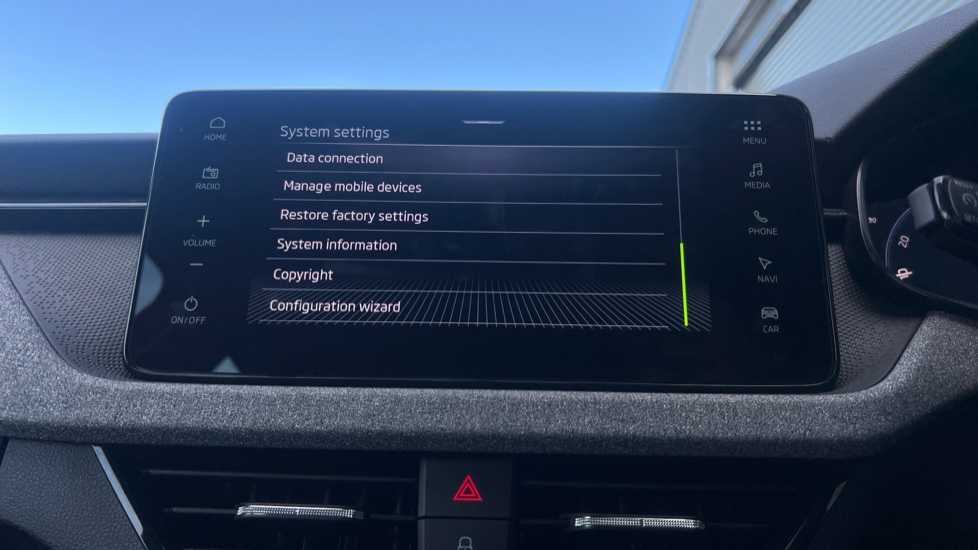 System settings
Data connection
Manage mobile devices
Restore factory settings
System information
Copyright
Configuration wizard
HOME
RADIO
+
VOLUME
−
ON/OFF
MENU
MEDIA
PHONE
NAVI
CAR
20